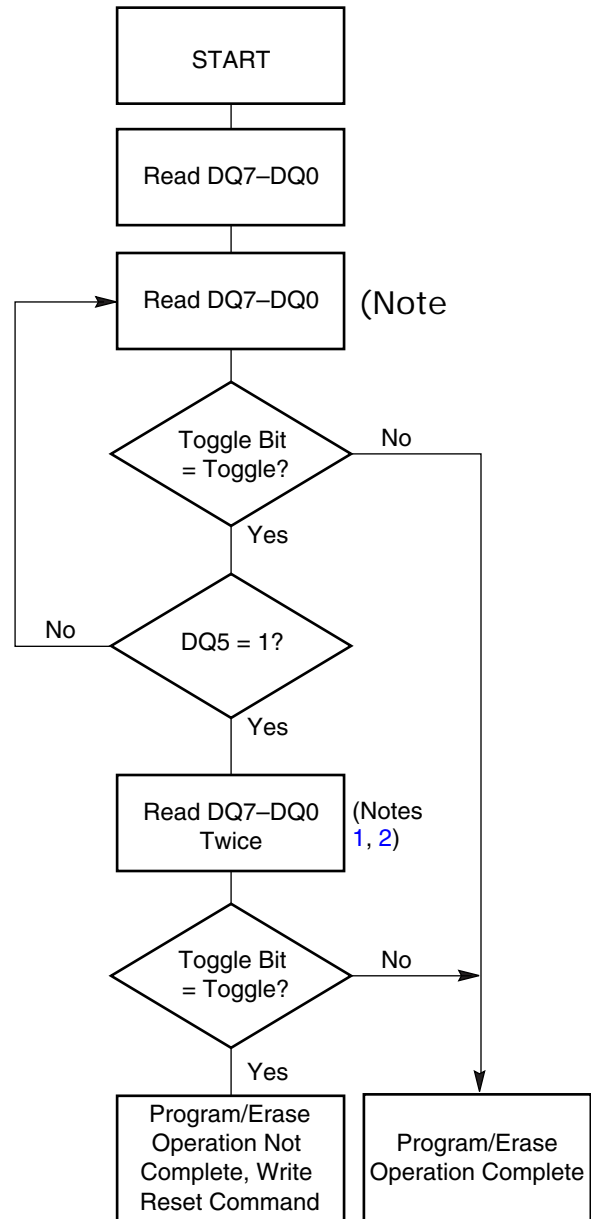 START
Read DQ7–DQ0
Read DQ7–DQ0
(Note
Toggle Bit
= Toggle?
No
Yes
No
DQ5 = 1?
Yes
Read DQ7–DQ0
Twice
(Notes
1, 2)
Toggle Bit
= Toggle?
No
Yes
Program/Erase
Operation Not
Complete, Write
Reset Command
Program/Erase
Operation Complete